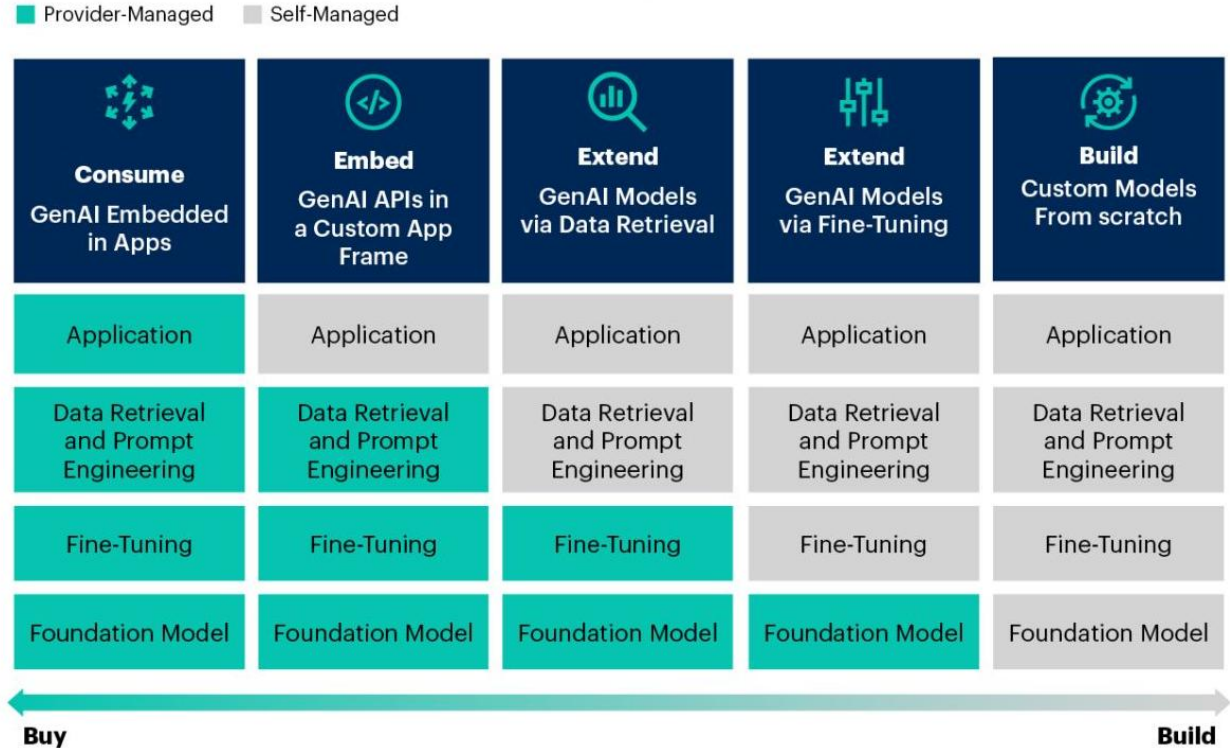 Provider-Managed Self-Managed
Consume
GenAI Embedded
in Apps
Embed
GenAI APIs in
a Custom App
Frame
Extend
GenAI Models
via Data Retrieval
Extend
GenAI Models
via Fine-Tuning
Build
Custom Models
From scratch
Application
Application
Application
Application
Application
Data Retrieval
and Prompt
Engineering
Data Retrieval
and Prompt
Engineering
Data Retrieval
and Prompt
Engineering
Data Retrieval
and Prompt
Engineering
Data Retrieval
and Prompt
Engineering
Fine-Tuning
Fine-Tuning
Fine-Tuning
Fine-Tuning
Fine-Tuning
Foundation Model
Foundation Model
Foundation Model
Foundation Model
Foundation Model
Buy
Build